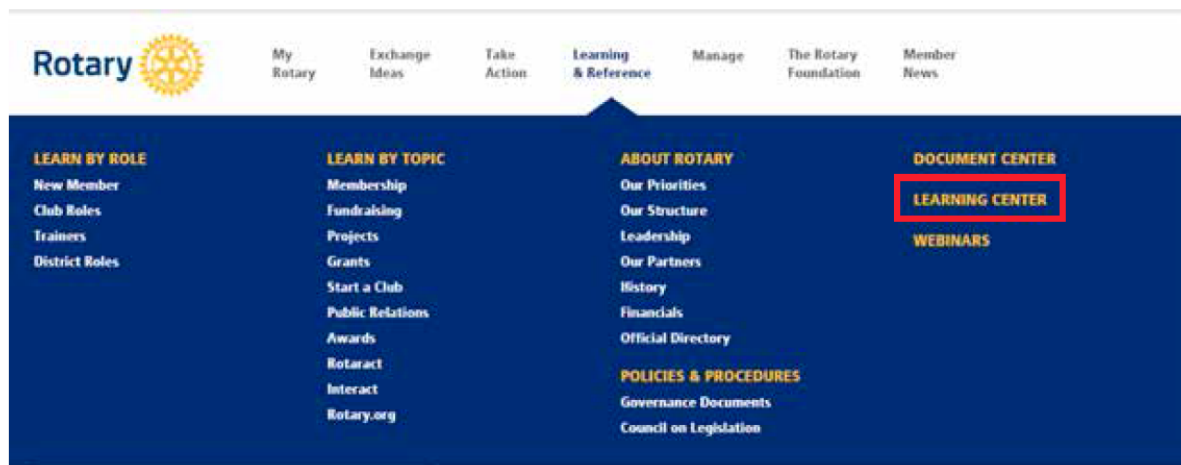 Rotary
My Rotary
Exchange Ideas
Take Action
Learning & Reference
Manage
The Rotary Foundation
Member News
LEARN BY ROLE
New Member
Club Roles
Trainers
District Roles
LEARN BY TOPIC
Membership
Fundraising
Projects
Grants
Start a Club
Public Relations
Awards
Rotaract
Interact
Rotary.org
ABOUT ROTARY
Our Priorities
Our Structure
Leadership
Our Partners
History
Financials
Official Directory
POLICIES & PROCEDURES
Governance Documents
Council on Legislation
DOCUMENT CENTER
LEARNING CENTER
WEBINARS